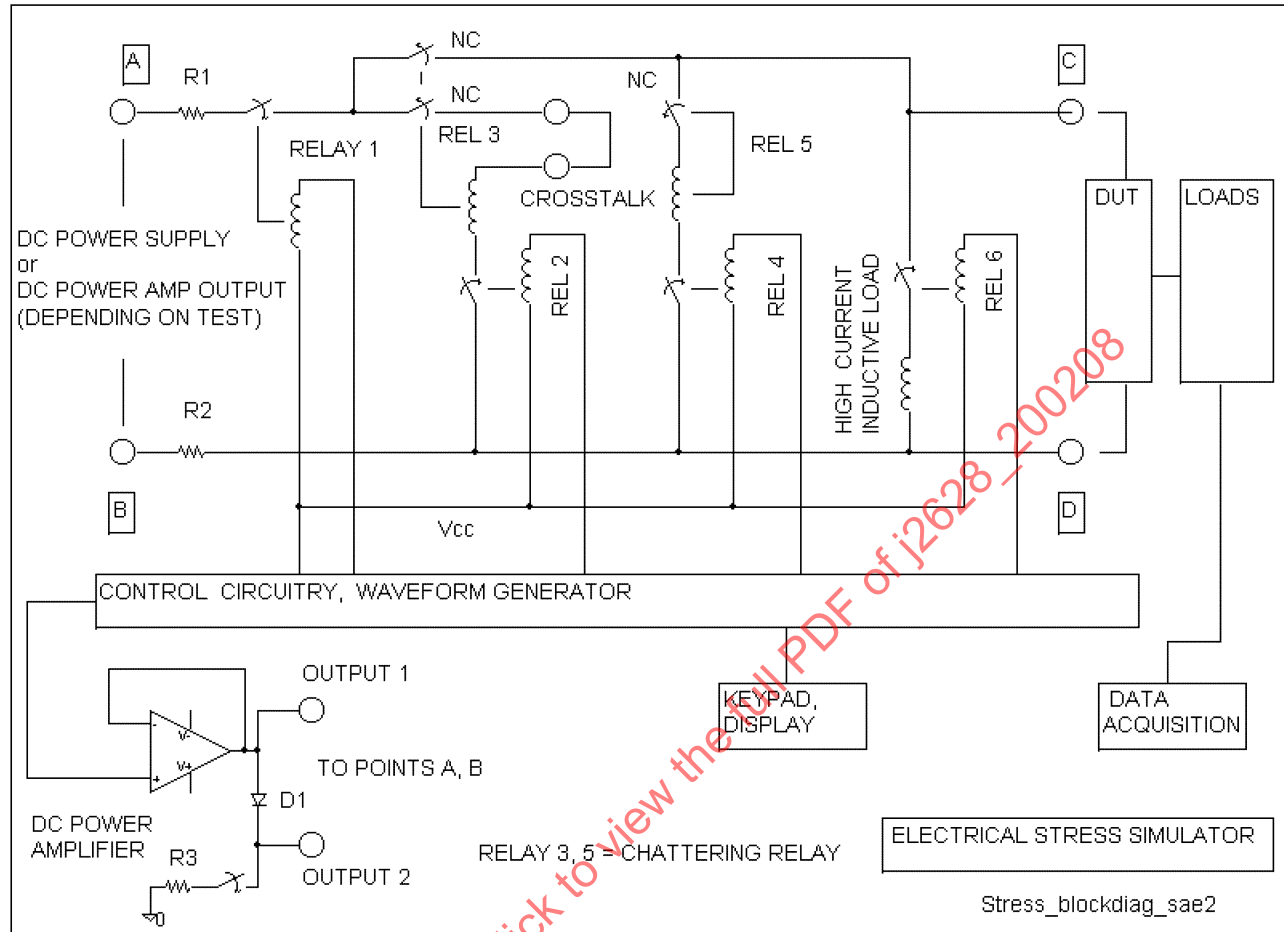 A
R1
NC
NC
REL 3
RELAY 1
CROSSTALK
NC
REL 5
C
DC POWER SUPPLY
or
DC POWER AMP OUTPUT
(DEPENDING ON TEST)
REL 2
REL 4
HIGH CURRENT
INDUCTIVE LOAD
REL 6
DUT
LOADS
R2
B
Vcc
D
CONTROL CIRCUITRY, WAVEFORM GENERATOR
OUTPUT 1
KEYPAD,
DISPLAY
DATA
ACQUISITION
-
V-
V+
+
TO POINTS A, B
D1
DC POWER
AMPLIFIER
R3
OUTPUT 2
0
RELAY 3, 5 = CHATTERING RELAY
ELECTRICAL STRESS SIMULATOR
Stress_blockdiag_sae2
ick to view the full PDF of j2628_200208